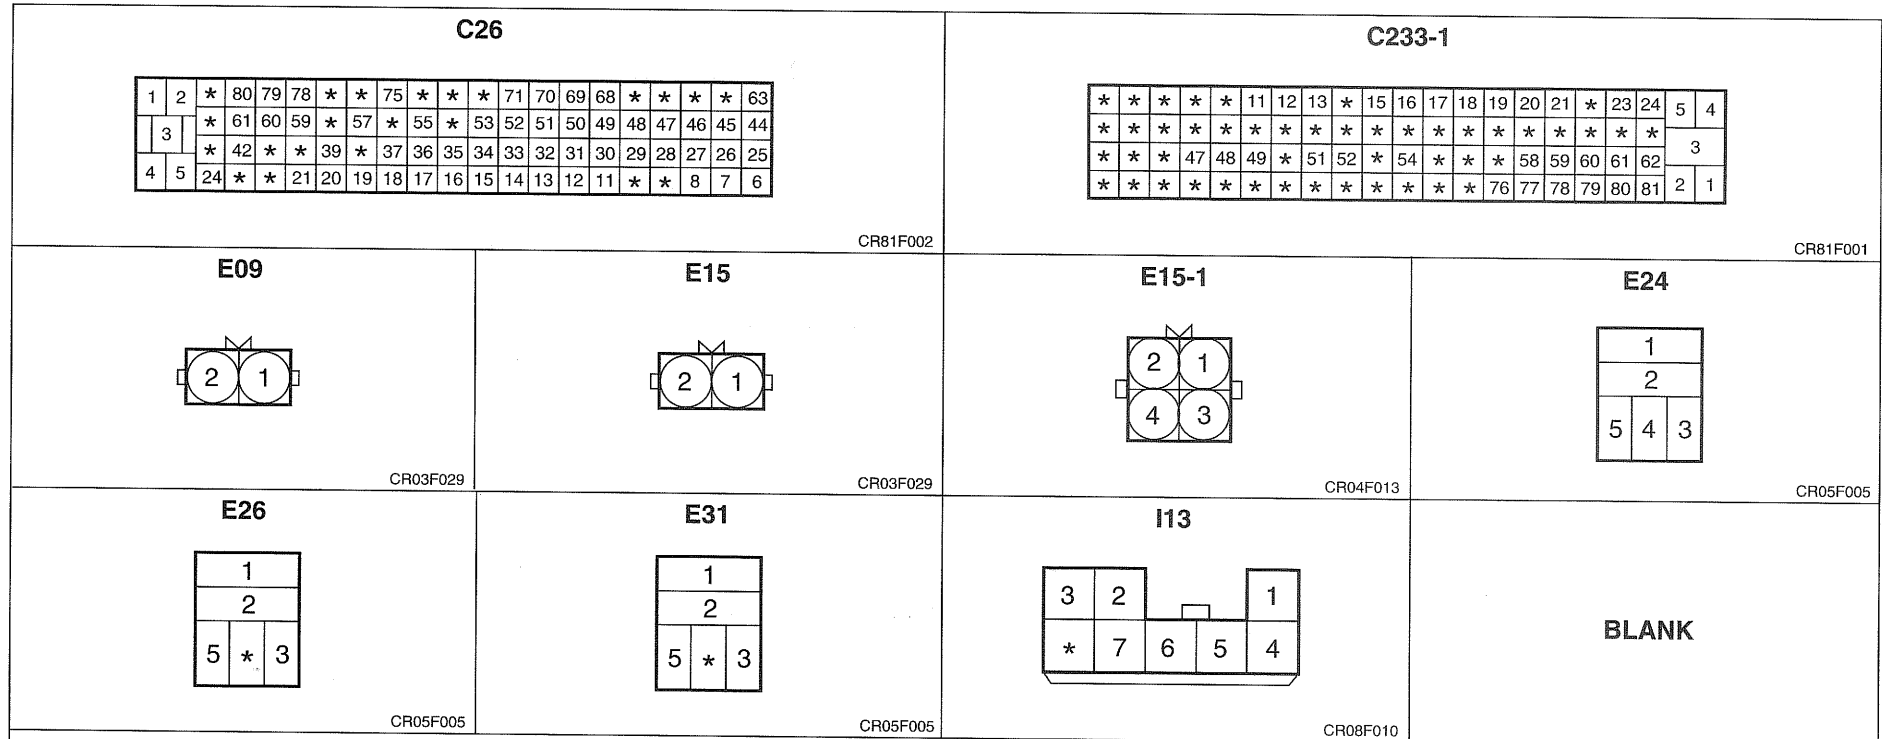 C26
1 2 * 80 79 78 * * 75 * * * 71 70 69 68 * * * * 63
* 61 60 59 * 57 * 55 * 53 52 51 50 49 48 47 46 45 44
3
* 42 * * 39 * 37 36 35 34 33 32 31 30 29 28 27 26 25
4 5 24 * * 21 20 19 18 17 16 15 14 13 12 11 * * 8 7 6
CR81F002
C233-1
* * * * * 11 12 13 * 15 16 17 18 19 20 21 * 23 24 5 4
* * * * * * * * * * * * * * * * * * *
3
* * * 47 48 49 * 51 52 * 54 * * * 58 59 60 61 62
* * * * * * * * * * * * * 76 77 78 79 80 81 2 1
CR81F001
E09
2 1
CR03F029
E15
2 1
CR03F029
E15-1
2 1
4 3
CR04F013
E24
1
2
5 4 3
CR05F005
E26
1
2
5 * 3
CR05F005
E31
1
2
5 * 3
CR05F005
I13
3 2 1
* 7 6 5 4
CR08F010
BLANK